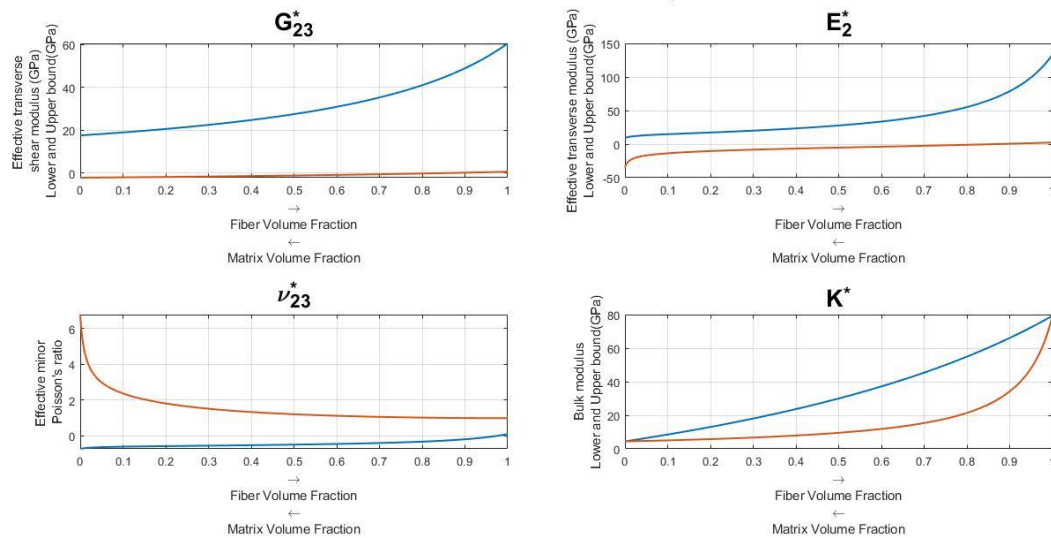 G*23
Effective transverse
shear modulus (GPa)
Lower and Upper bound(GPa)
60
40
20
0
0 0.1 0.2 0.3 0.4 0.5 0.6 0.7 0.8 0.9 1
→
Fiber Volume Fraction
←
Matrix Volume Fraction
E*2
Effective transverse modulus (GPa)
Lower and Upper bound(GPa)
150
100
50
0
-50
0 0.1 0.2 0.3 0.4 0.5 0.6 0.7 0.8 0.9 1
→
Fiber Volume Fraction
←
Matrix Volume Fraction
ν*23
Effective minor
Poisson's ratio
6
4
2
0
0 0.1 0.2 0.3 0.4 0.5 0.6 0.7 0.8 0.9 1
→
Fiber Volume Fraction
←
Matrix Volume Fraction
K*
Bulk modulus
Lower and Upper bound(GPa)
80
60
40
20
0
0 0.1 0.2 0.3 0.4 0.5 0.6 0.7 0.8 0.9 1
→
Fiber Volume Fraction
←
Matrix Volume Fraction